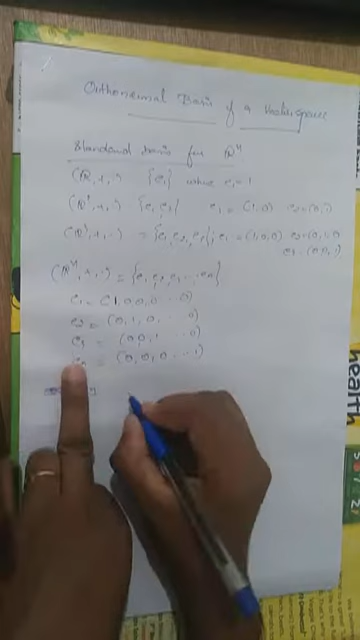 Orthonormal Basis of a Vector space
Standard basis for ℝⁿ
(ℝ, +, ·) {e₁} where e₁ = 1
(ℝ², +, ·) {e₁, e₂} e₁ = (1, 0) e₂ = (0, 1)
(ℝ³, +, ·) = {e₁, e₂, e₃}; e₁ = (1, 0, 0) e₂ = (0, 1, 0)
e₃ = (0, 0, 1)
(ℝⁿ, +, ·) = {e₁, e₂, e₃ ... eₙ}
e₁ = (1, 0, 0, ... 0)
e₂ = (0, 1, 0, ... 0)
e₃ = (0, 0, 1 ... 0)
eₙ = (0, 0, 0 ... 1)
health